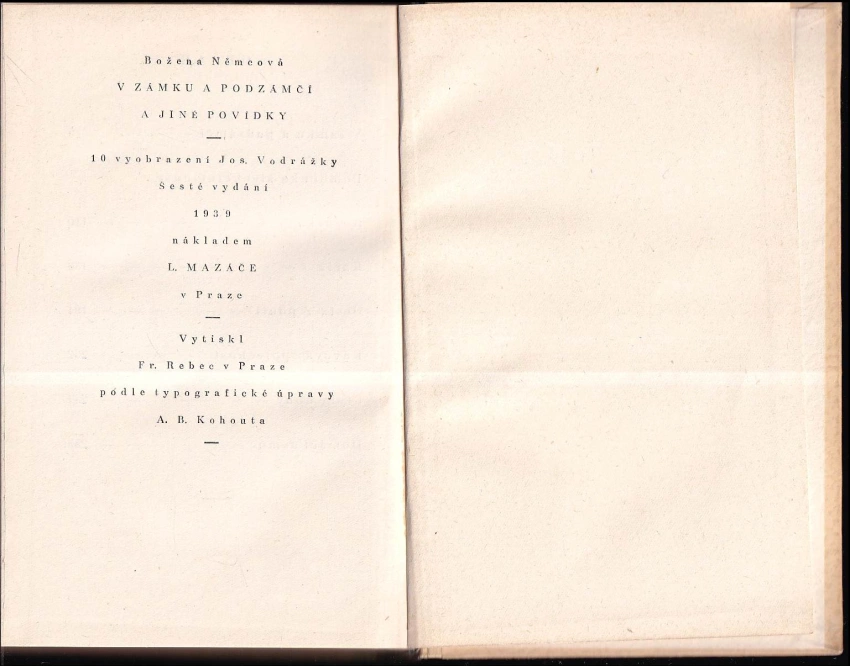 Božena Němcová
V ZÁMKU A PODZÁMČÍ
A JINÉ POVÍDKY
10 vyobrazení Jos. Vodrážky
Šesté vydání
1939
nákladem
L. MAZÁČE
v Praze
Vytiskl
Fr. Rebec v Praze
podle typografické úpravy
A. B. Kohouta